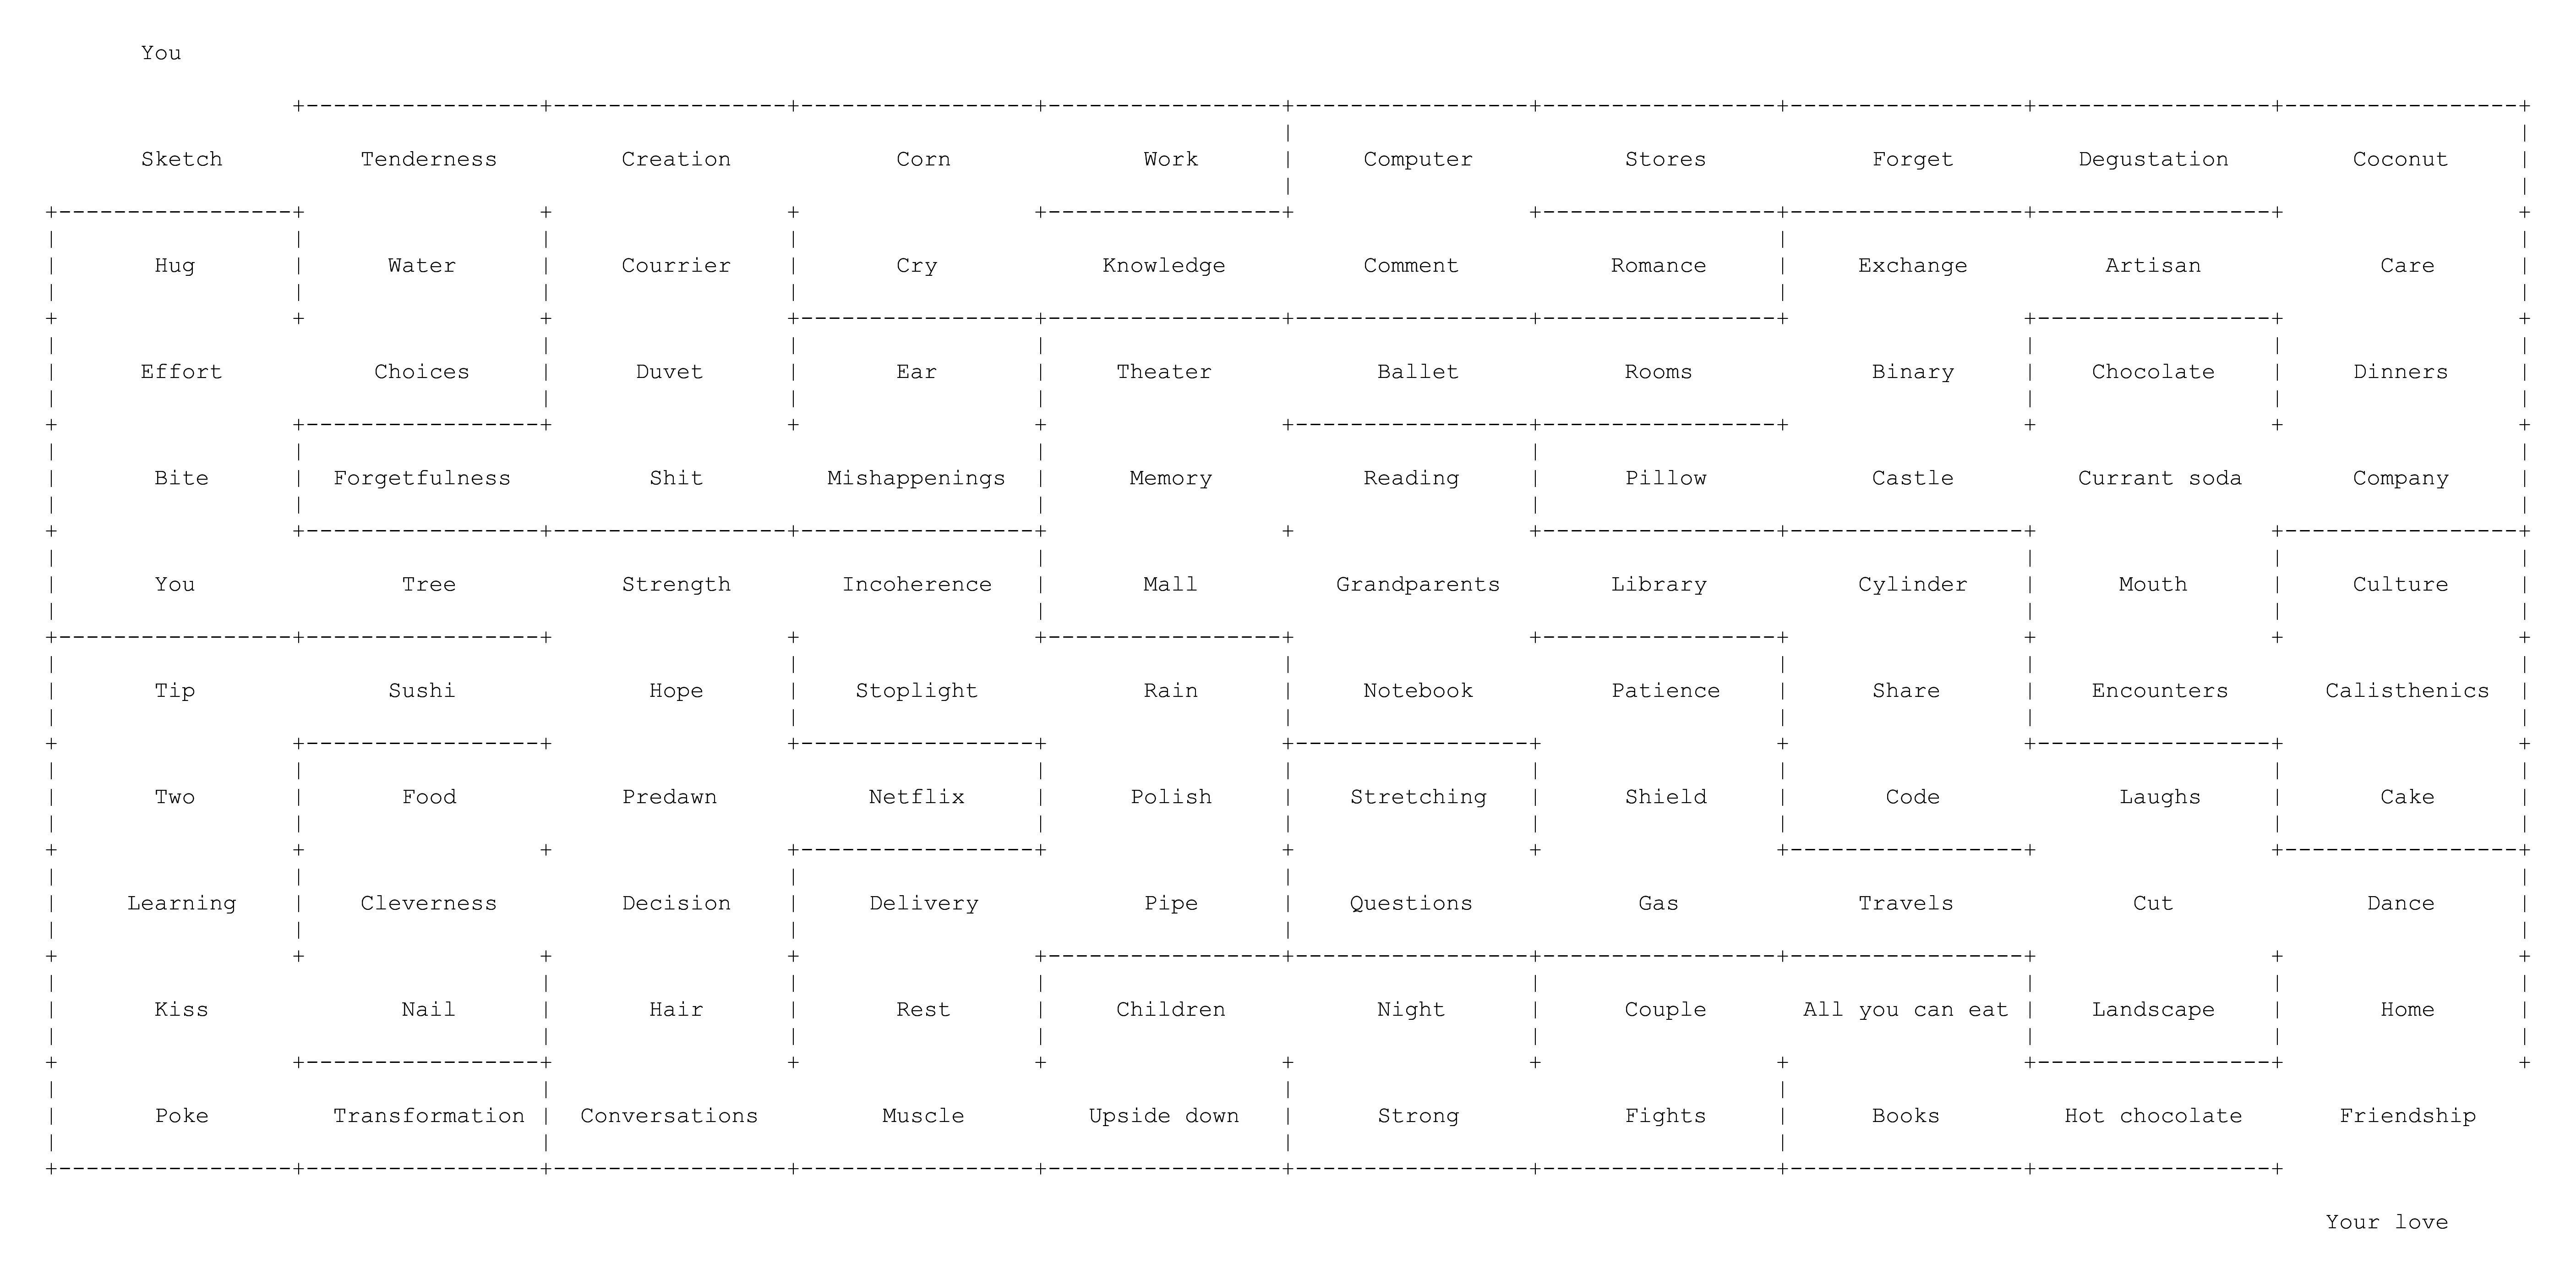 You
Sketch Tenderness Creation Corn Work Computer Stores Forget Degustation Coconut
Hug Water Courrier Cry Knowledge Comment Romance Exchange Artisan Care
Effort Choices Duvet Ear Theater Ballet Rooms Binary Chocolate Dinners
Bite Forgetfulness Shit Mishappenings Memory Reading Pillow Castle Currant soda Company
You Tree Strength Incoherence Mall Grandparents Library Cylinder Mouth Culture
Tip Sushi Hope Stoplight Rain Notebook Patience Share Encounters Calisthenics
Two Food Predawn Netflix Polish Stretching Shield Code Laughs Cake
Learning Cleverness Decision Delivery Pipe Questions Gas Travels Cut Dance
Kiss Nail Hair Rest Children Night Couple All you can eat Landscape Home
Poke Transformation Conversations Muscle Upside down Strong Fights Books Hot chocolate Friendship
Your love